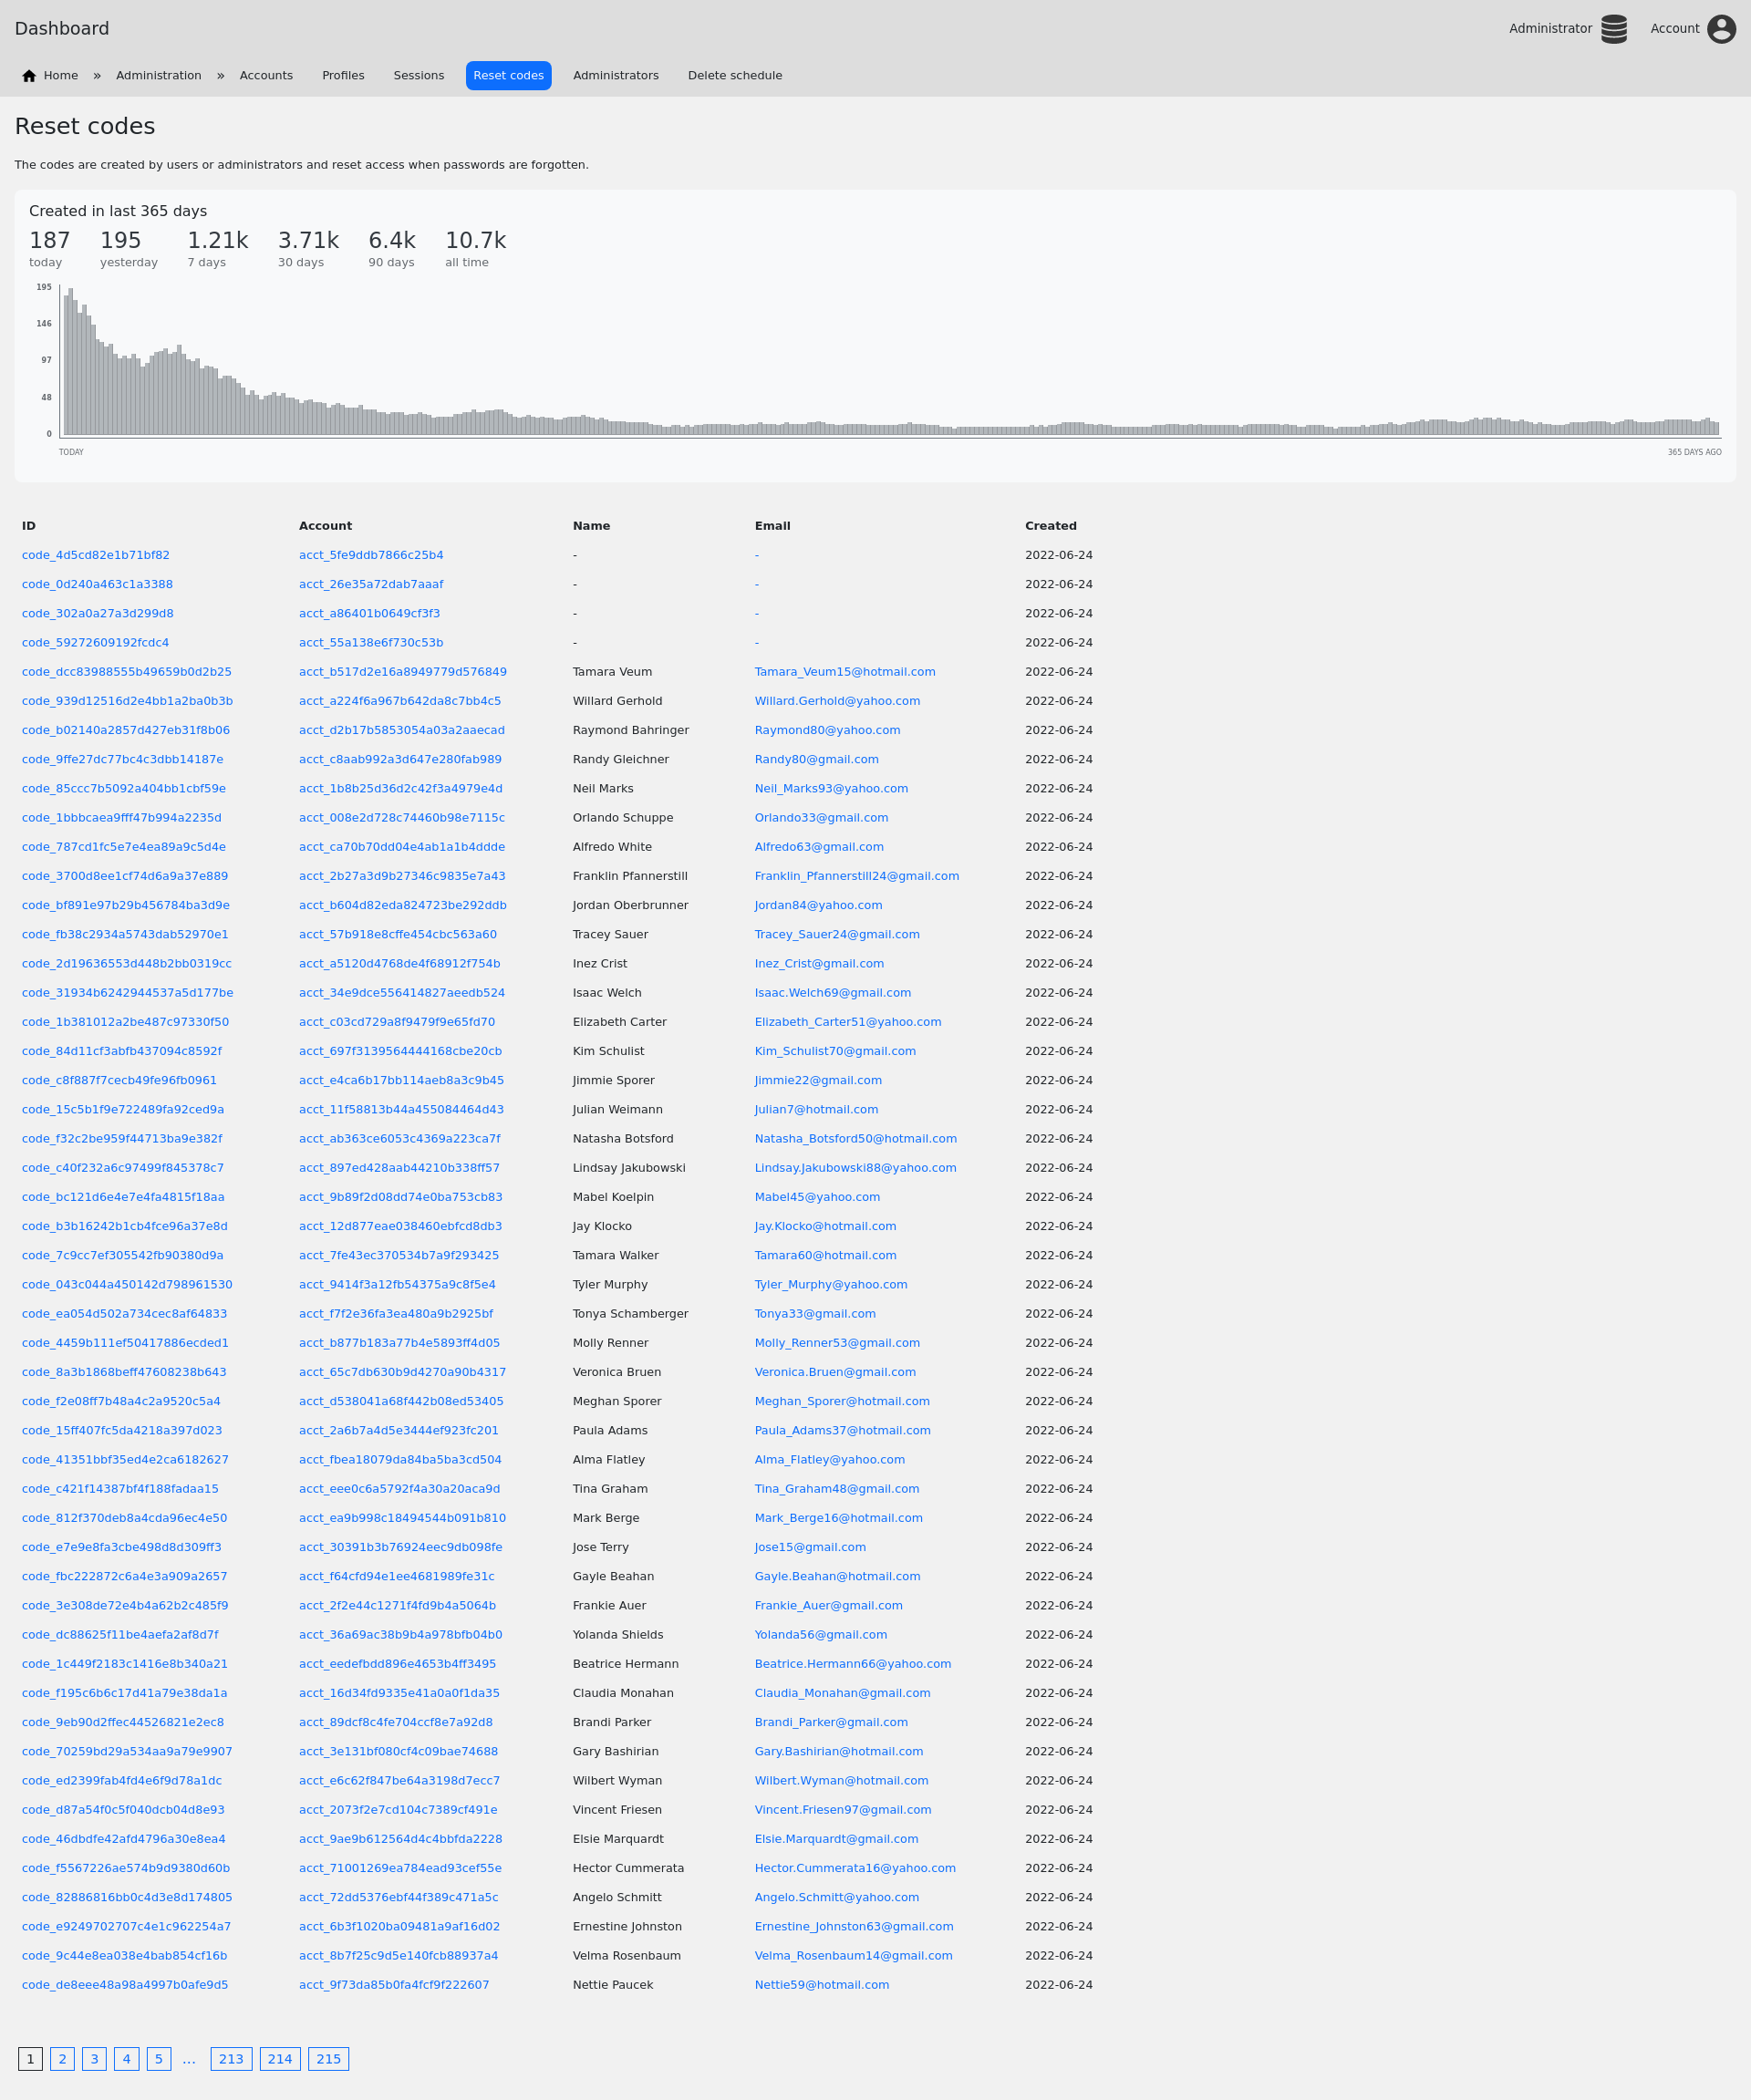 Dashboard
Administrator Account
Home » Administration » Accounts Profiles Sessions Reset codes Administrators Delete schedule
Reset codes
The codes are created by users or administrators and reset access when passwords are forgotten.
Created in last 365 days
187 195 1.21k 3.71k 6.4k 10.7k
today yesterday 7 days 30 days 90 days all time
195
146
97
48
0
TODAY 365 DAYS AGO
ID Account Name Email Created
code_4d5cd82e1b71bf82 acct_5fe9ddb7866c25b4 - - 2022-06-24
code_0d240a463c1a3388 acct_26e35a72dab7aaaf - - 2022-06-24
code_302a0a27a3d299d8 acct_a86401b0649cf3f3 - - 2022-06-24
code_59272609192fcdc4 acct_55a138e6f730c53b - - 2022-06-24
code_dcc83988555b49659b0d2b25 acct_b517d2e16a8949779d576849 Tamara Veum Tamara_Veum15@hotmail.com 2022-06-24
code_939d12516d2e4bb1a2ba0b3b acct_a224f6a967b642da8c7bb4c5 Willard Gerhold Willard.Gerhold@yahoo.com 2022-06-24
code_b02140a2857d427eb31f8b06 acct_d2b17b5853054a03a2aaecad Raymond Bahringer Raymond80@yahoo.com 2022-06-24
code_9ffe27dc77bc4c3dbb14187e acct_c8aab992a3d647e280fab989 Randy Gleichner Randy80@gmail.com 2022-06-24
code_85ccc7b5092a404bb1cbf59e acct_1b8b25d36d2c42f3a4979e4d Neil Marks Neil_Marks93@yahoo.com 2022-06-24
code_1bbbcaea9fff47b994a2235d acct_008e2d728c74460b98e7115c Orlando Schuppe Orlando33@gmail.com 2022-06-24
code_787cd1fc5e7e4ea89a9c5d4e acct_ca70b70dd04e4ab1a1b4ddde Alfredo White Alfredo63@gmail.com 2022-06-24
code_3700d8ee1cf74d6a9a37e889 acct_2b27a3d9b27346c9835e7a43 Franklin Pfannerstill Franklin_Pfannerstill24@gmail.com 2022-06-24
code_bf891e97b29b456784ba3d9e acct_b604d82eda824723be292ddb Jordan Oberbrunner Jordan84@yahoo.com 2022-06-24
code_fb38c2934a5743dab52970e1 acct_57b918e8cffe454cbc563a60 Tracey Sauer Tracey_Sauer24@gmail.com 2022-06-24
code_2d19636553d448b2bb0319cc acct_a5120d4768de4f68912f754b Inez Crist Inez_Crist@gmail.com 2022-06-24
code_31934b6242944537a5d177be acct_34e9dce556414827aeedb524 Isaac Welch Isaac.Welch69@gmail.com 2022-06-24
code_1b381012a2be487c97330f50 acct_c03cd729a8f9479f9e65fd70 Elizabeth Carter Elizabeth_Carter51@yahoo.com 2022-06-24
code_84d11cf3abfb437094c8592f acct_697f3139564444168cbe20cb Kim Schulist Kim_Schulist70@gmail.com 2022-06-24
code_c8f887f7cecb49fe96fb0961 acct_e4ca6b17bb114aeb8a3c9b45 Jimmie Sporer Jimmie22@gmail.com 2022-06-24
code_15c5b1f9e722489fa92ced9a acct_11f58813b44a455084464d43 Julian Weimann Julian7@hotmail.com 2022-06-24
code_f32c2be959f44713ba9e382f acct_ab363ce6053c4369a223ca7f Natasha Botsford Natasha_Botsford50@hotmail.com 2022-06-24
code_c40f232a6c97499f845378c7 acct_897ed428aab44210b338ff57 Lindsay Jakubowski Lindsay.Jakubowski88@yahoo.com 2022-06-24
code_bc121d6e4e7e4fa4815f18aa acct_9b89f2d08dd74e0ba753cb83 Mabel Koelpin Mabel45@yahoo.com 2022-06-24
code_b3b16242b1cb4fce96a37e8d acct_12d877eae038460ebfcd8db3 Jay Klocko Jay.Klocko@hotmail.com 2022-06-24
code_7c9cc7ef305542fb90380d9a acct_7fe43ec370534b7a9f293425 Tamara Walker Tamara60@hotmail.com 2022-06-24
code_043c044a450142d798961530 acct_9414f3a12fb54375a9c8f5e4 Tyler Murphy Tyler_Murphy@yahoo.com 2022-06-24
code_ea054d502a734cec8af64833 acct_f7f2e36fa3ea480a9b2925bf Tonya Schamberger Tonya33@gmail.com 2022-06-24
code_4459b111ef50417886ecded1 acct_b877b183a77b4e5893ff4d05 Molly Renner Molly_Renner53@gmail.com 2022-06-24
code_8a3b1868beff47608238b643 acct_65c7db630b9d4270a90b4317 Veronica Bruen Veronica.Bruen@gmail.com 2022-06-24
code_f2e08ff7b48a4c2a9520c5a4 acct_d538041a68f442b08ed53405 Meghan Sporer Meghan_Sporer@hotmail.com 2022-06-24
code_15ff407fc5da4218a397d023 acct_2a6b7a4d5e3444ef923fc201 Paula Adams Paula_Adams37@hotmail.com 2022-06-24
code_41351bbf35ed4e2ca6182627 acct_fbea18079da84ba5ba3cd504 Alma Flatley Alma_Flatley@yahoo.com 2022-06-24
code_c421f14387bf4f188fadaa15 acct_eee0c6a5792f4a30a20aca9d Tina Graham Tina_Graham48@gmail.com 2022-06-24
code_812f370deb8a4cda96ec4e50 acct_ea9b998c18494544b091b810 Mark Berge Mark_Berge16@hotmail.com 2022-06-24
code_e7e9e8fa3cbe498d8d309ff3 acct_30391b3b76924eec9db098fe Jose Terry Jose15@gmail.com 2022-06-24
code_fbc222872c6a4e3a909a2657 acct_f64cfd94e1ee4681989fe31c Gayle Beahan Gayle.Beahan@hotmail.com 2022-06-24
code_3e308de72e4b4a62b2c485f9 acct_2f2e44c1271f4fd9b4a5064b Frankie Auer Frankie_Auer@gmail.com 2022-06-24
code_dc88625f11be4aefa2af8d7f acct_36a69ac38b9b4a978bfb04b0 Yolanda Shields Yolanda56@gmail.com 2022-06-24
code_1c449f2183c1416e8b340a21 acct_eedefbdd896e4653b4ff3495 Beatrice Hermann Beatrice.Hermann66@yahoo.com 2022-06-24
code_f195c6b6c17d41a79e38da1a acct_16d34fd9335e41a0a0f1da35 Claudia Monahan Claudia_Monahan@gmail.com 2022-06-24
code_9eb90d2ffec44526821e2ec8 acct_89dcf8c4fe704ccf8e7a92d8 Brandi Parker Brandi_Parker@gmail.com 2022-06-24
code_70259bd29a534aa9a79e9907 acct_3e131bf080cf4c09bae74688 Gary Bashirian Gary.Bashirian@hotmail.com 2022-06-24
code_ed2399fab4fd4e6f9d78a1dc acct_e6c62f847be64a3198d7ecc7 Wilbert Wyman Wilbert.Wyman@hotmail.com 2022-06-24
code_d87a54f0c5f040dcb04d8e93 acct_2073f2e7cd104c7389cf491e Vincent Friesen Vincent.Friesen97@gmail.com 2022-06-24
code_46dbdfe42afd4796a30e8ea4 acct_9ae9b612564d4c4bbfda2228 Elsie Marquardt Elsie.Marquardt@gmail.com 2022-06-24
code_f5567226ae574b9d9380d60b acct_71001269ea784ead93cef55e Hector Cummerata Hector.Cummerata16@yahoo.com 2022-06-24
code_82886816bb0c4d3e8d174805 acct_72dd5376ebf44f389c471a5c Angelo Schmitt Angelo.Schmitt@yahoo.com 2022-06-24
code_e9249702707c4e1c962254a7 acct_6b3f1020ba09481a9af16d02 Ernestine Johnston Ernestine_Johnston63@gmail.com 2022-06-24
code_9c44e8ea038e4bab854cf16b acct_8b7f25c9d5e140fcb88937a4 Velma Rosenbaum Velma_Rosenbaum14@gmail.com 2022-06-24
code_de8eee48a98a4997b0afe9d5 acct_9f73da85b0fa4fcf9f222607 Nettie Paucek Nettie59@hotmail.com 2022-06-24
1 2 3 4 5 … 213 214 215